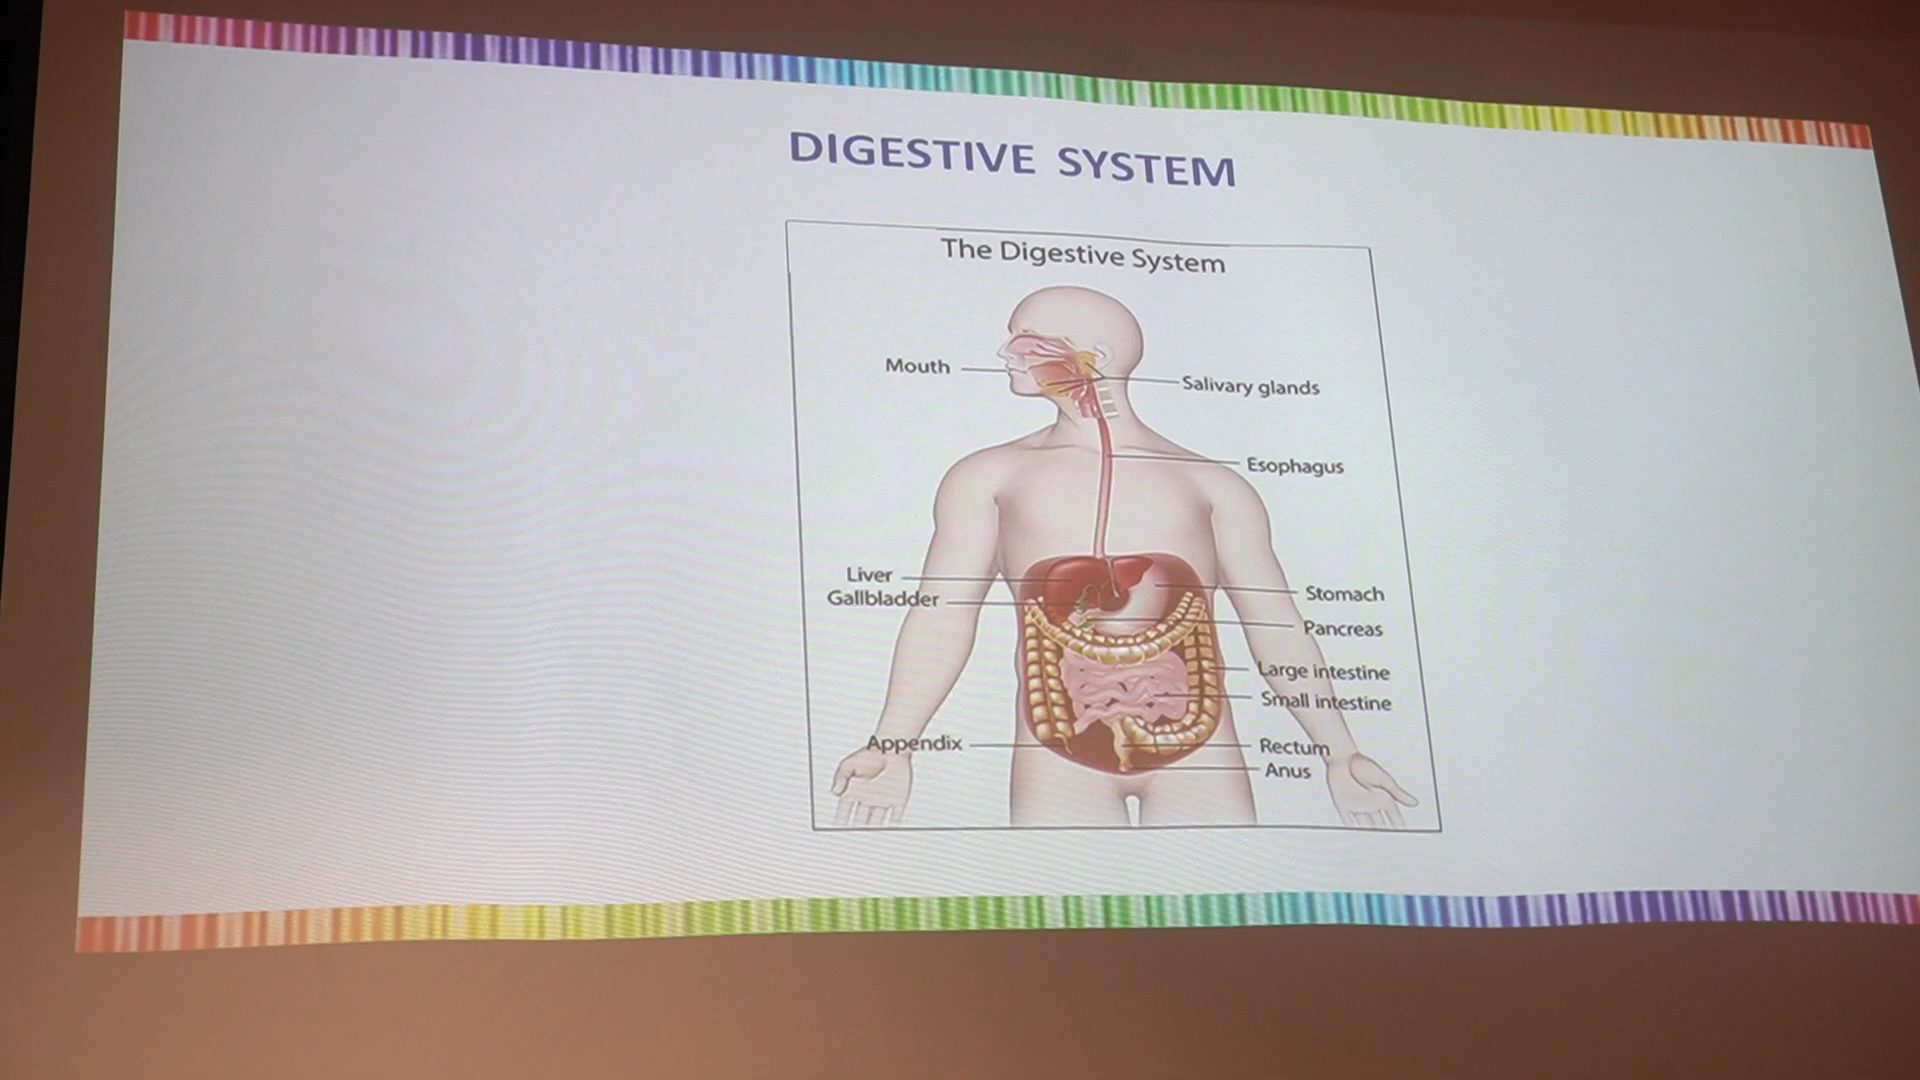 DIGESTIVE SYSTEM
The Digestive System
Mouth
Salivary glands
Esophagus
Liver
Gallbladder
Stomach
Pancreas
Large intestine
Small intestine
Appendix
Rectum
Anus